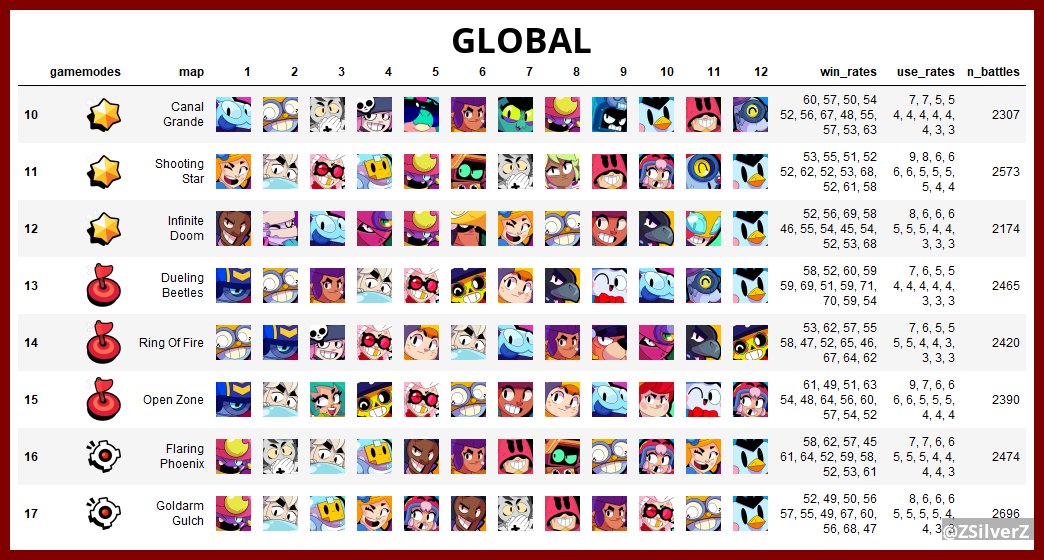 GLOBAL
gamemodes map 1 2 3 4 5 6 7 8 9 10 11 12 win_rates use_rates n_battles
10 Canal Grande 60, 57, 50, 54 7, 7, 5, 5 2307
52, 56, 67, 48, 55, 4, 4, 4, 4, 4,
57, 53, 63 4, 3, 3
11 Shooting Star 53, 55, 51, 52 9, 8, 6, 6 2573
52, 62, 52, 53, 68, 6, 6, 5, 5, 5,
52, 61, 58 5, 4, 4
12 Infinite Doom 52, 56, 69, 58 8, 6, 6, 6 2174
46, 55, 54, 45, 54, 5, 5, 5, 4, 4,
52, 53, 68 3, 3, 3
13 Dueling Beetles 58, 52, 60, 59 7, 6, 5, 5 2465
59, 69, 51, 59, 71, 4, 4, 4, 4, 4,
70, 59, 54 3, 3, 3
14 Ring Of Fire 53, 62, 57, 55 7, 6, 5, 5 2420
58, 47, 52, 65, 46, 5, 5, 4, 4, 3,
67, 64, 62 3, 3, 3
15 Open Zone 61, 49, 51, 63 9, 7, 6, 6 2390
54, 48, 64, 56, 60, 6, 6, 5, 5, 5,
57, 54, 52 4, 4, 4
16 Flaring Phoenix 58, 62, 57, 45 7, 7, 6, 6 2474
61, 64, 52, 59, 58, 5, 5, 5, 4, 4,
52, 53, 61 4, 4, 3
17 Goldarm Gulch 52, 49, 50, 56 8, 6, 6, 6 2696
57, 55, 49, 67, 60, 5, 5, 5, 5, 4,
56, 68, 47 4, 3,
@ZSilverZ